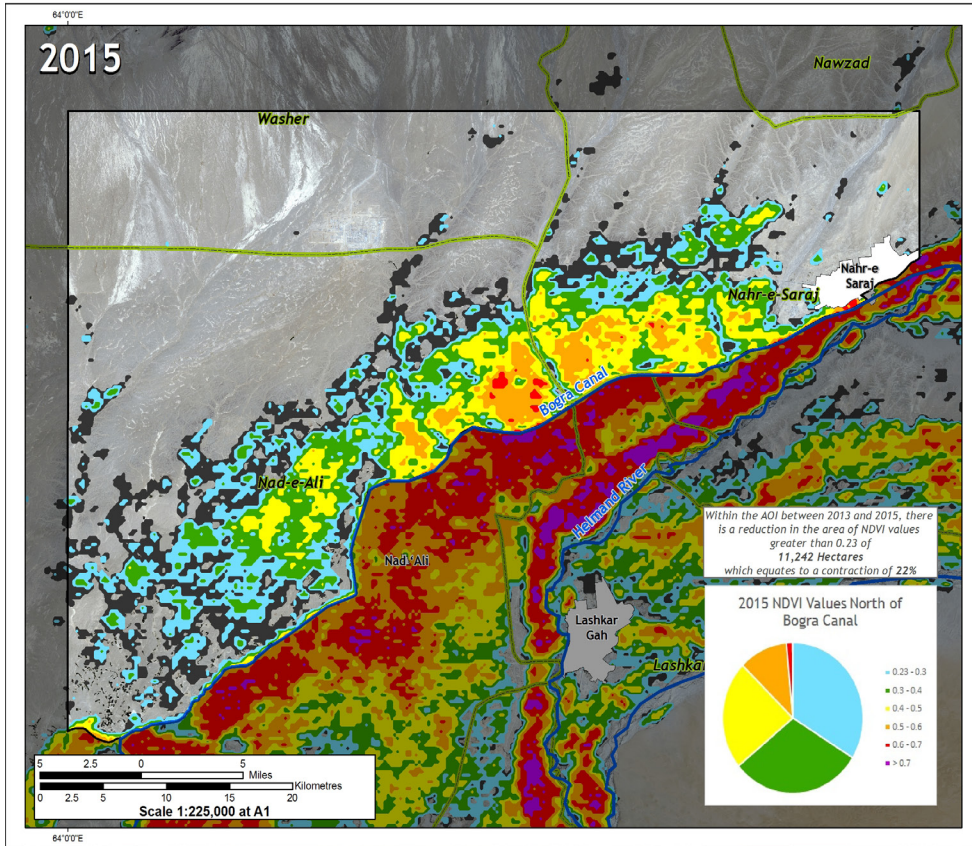 64°0'0"E
2015
Nawzad
Washer
Nahr-e
Saraj
Nahr-e-Saraj
Bogra Canal
Nad-e-Ali
Helmand River
Nad-'Ali
Within the AOI between 2013 and 2015, there
is a reduction in the area of NDVI values
greater than 0.23 of
11,242 Hectares
which equates to a contraction of 22%
Lashkar
Gah
Lashkar
2015 NDVI Values North of
Bogra Canal
0.23 - 0.3
0.3 - 0.4
0.4 - 0.5
0.5 - 0.6
0.6 - 0.7
> 0.7
5 2.5 0 5
Miles
Kilometres
0 2.5 5 10 15 20
Scale 1:225,000 at A1
64°0'0"E